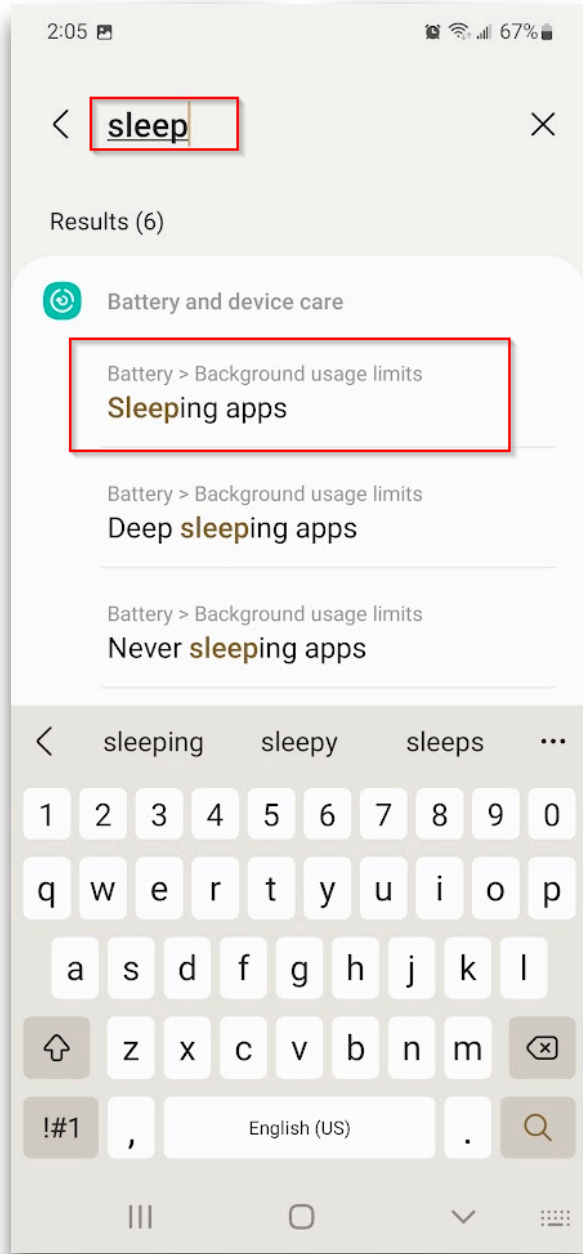 2:05 67%
sleep
Results (6)
Battery and device care
Battery > Background usage limits
Sleeping apps
Battery > Background usage limits
Deep sleeping apps
Battery > Background usage limits
Never sleeping apps
sleeping sleepy sleeps
1 2 3 4 5 6 7 8 9 0
q w e r t y u i o p
a s d f g h j k l
z x c v b n m
!#1 , English (US) .